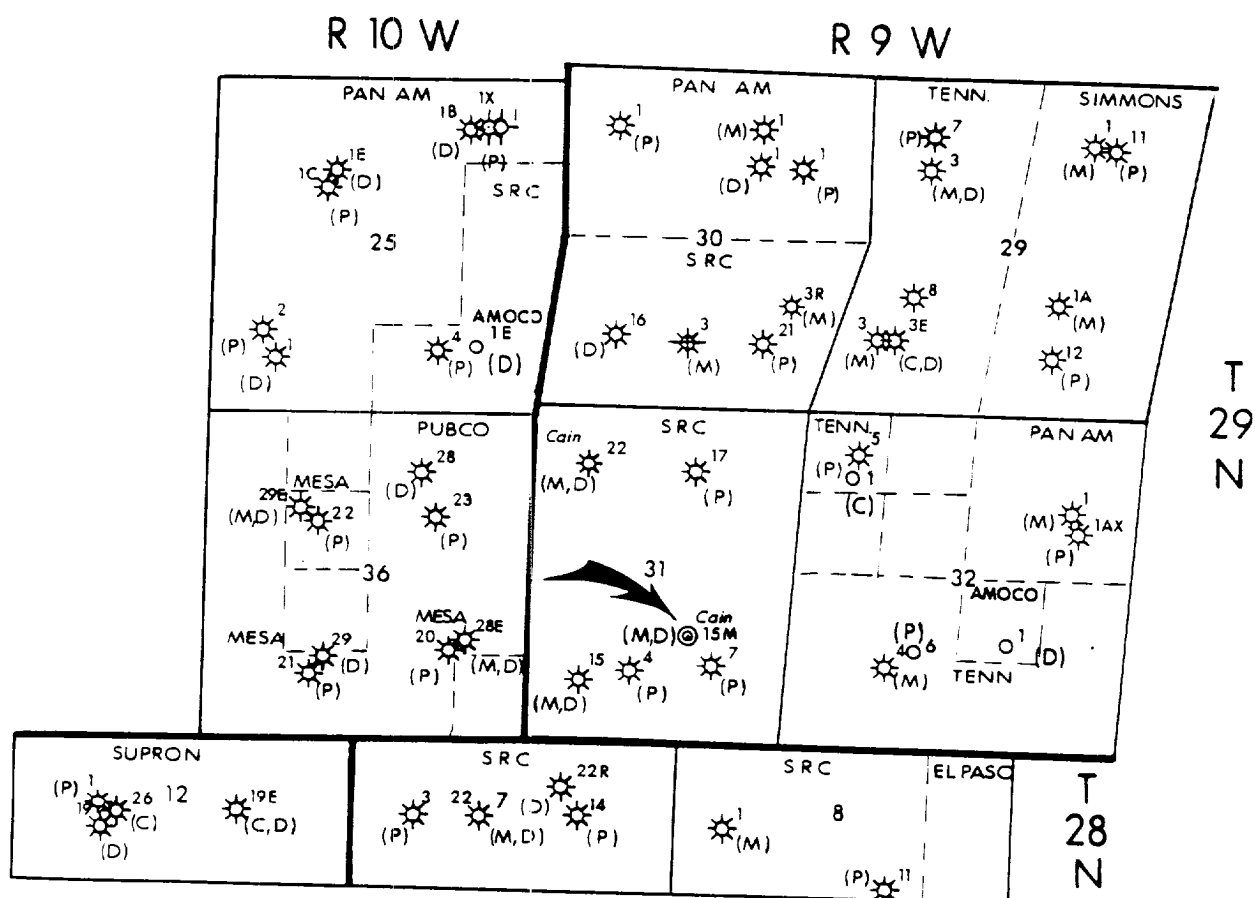 R 10 W
R 9 W
PAN AM
1B
1X
1
(D)
(P)
1E
1C
(D)
(P)
SRC
25
2
(P)
1
(D)
4
(P)
AMOCO
1E
(D)
PAN AM
1
(P)
(M)
1
1
(D)
1
(P)
30
SRC
3R
(M)
16
(D)
3
(M)
21
(P)
TENN.
(P)
7
3
(M,D)
SIMMONS
1
11
(M)
(P)
29
8
3
3E
(M)
(C,D)
1A
(M)
12
(P)
T
29
N
PUBCO
28
(D)
MESA
29E
(M,D)
22
(P)
23
(P)
36
MESA
20
28E
(P)
(M,D)
MESA
29
(D)
21
(P)
SRC
Cain
22
(M,D)
17
(P)
31
Cain
(M,D)
15M
15
(M,D)
4
(P)
7
(P)
TENN.
5
(P)
1
(C)
PAN AM
1
(M)
1AX
(P)
32
AMOCO
1
(D)
(P)
6
4
(M)
TENN
SUPRON
(P)
1
12
19
26
(C)
(D)
19E
(C,D)
SRC
3
(P)
22
7
(M,D)
22R
(D)
14
(P)
SRC
1
(M)
8
(P)
11
EL PASO
T
28
N